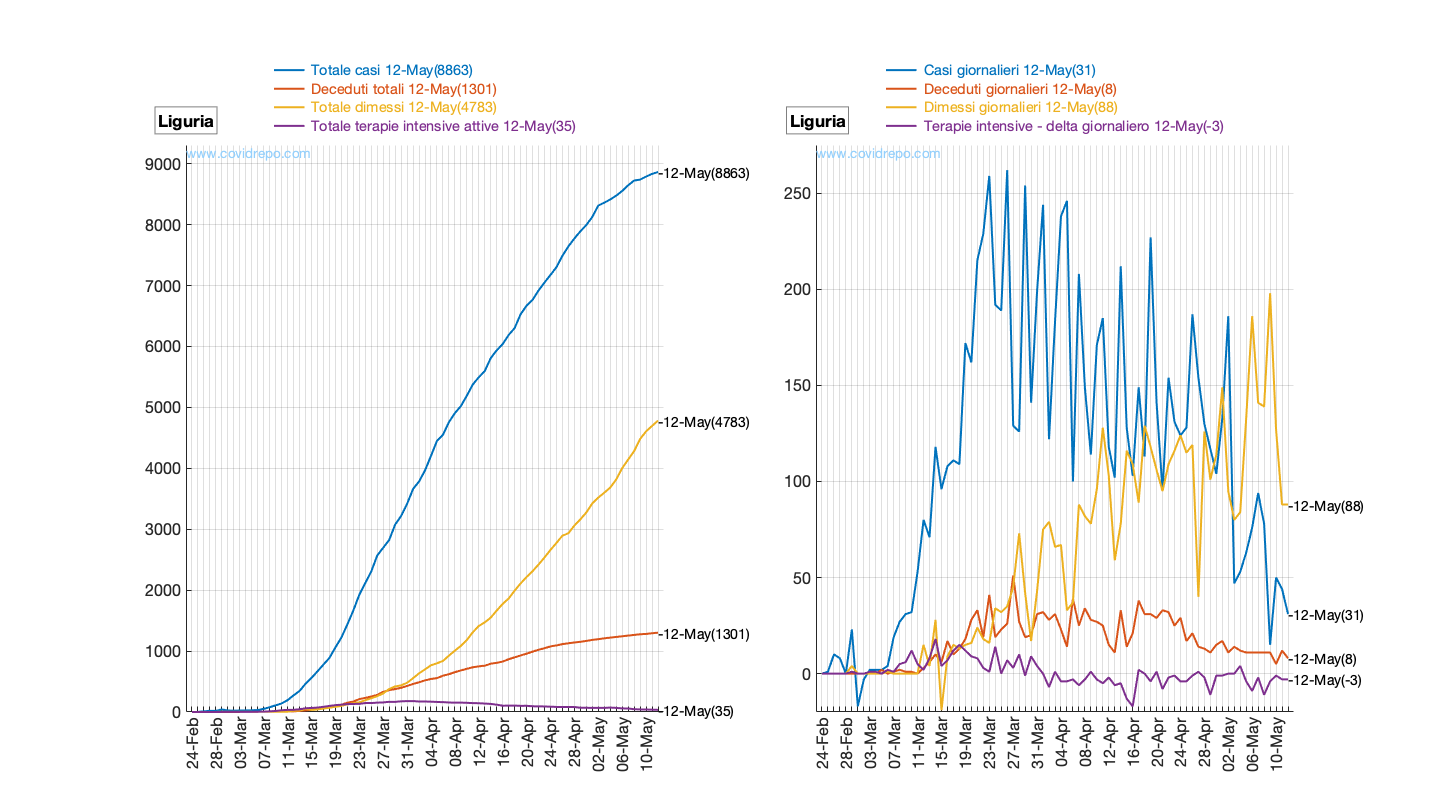 Totale casi 12-May(8863)
Deceduti totali 12-May(1301)
Totale dimessi 12-May(4783)
Totale terapie intensive attive 12-May(35)
Liguria
www.covidrepo.com
9000
8000
7000
6000
5000
4000
3000
2000
1000
0
12-May(8863)
12-May(4783)
12-May(1301)
12-May(35)
24-Feb
28-Feb
03-Mar
07-Mar
11-Mar
15-Mar
19-Mar
23-Mar
27-Mar
31-Mar
04-Apr
08-Apr
12-Apr
16-Apr
20-Apr
24-Apr
28-Apr
02-May
06-May
10-May
Casi giornalieri 12-May(31)
Deceduti giornalieri 12-May(8)
Dimessi giornalieri 12-May(88)
Terapie intensive - delta giornaliero 12-May(-3)
Liguria
www.covidrepo.com
250
200
150
100
50
0
12-May(88)
12-May(31)
12-May(8)
12-May(-3)
24-Feb
28-Feb
03-Mar
07-Mar
11-Mar
15-Mar
19-Mar
23-Mar
27-Mar
31-Mar
04-Apr
08-Apr
12-Apr
16-Apr
20-Apr
24-Apr
28-Apr
02-May
06-May
10-May